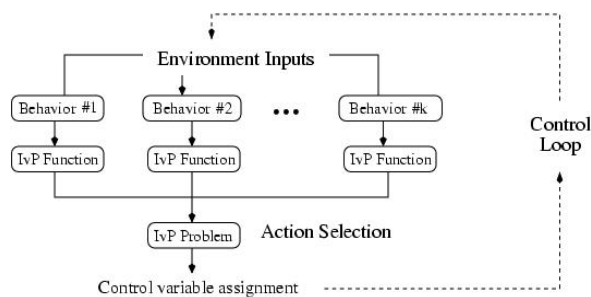 Environment Inputs
Behavior #1
Behavior #2
•••
Behavior #k
IvP Function
IvP Function
IvP Function
Control
Loop
IvP Problem
Action Selection
Control variable assignment